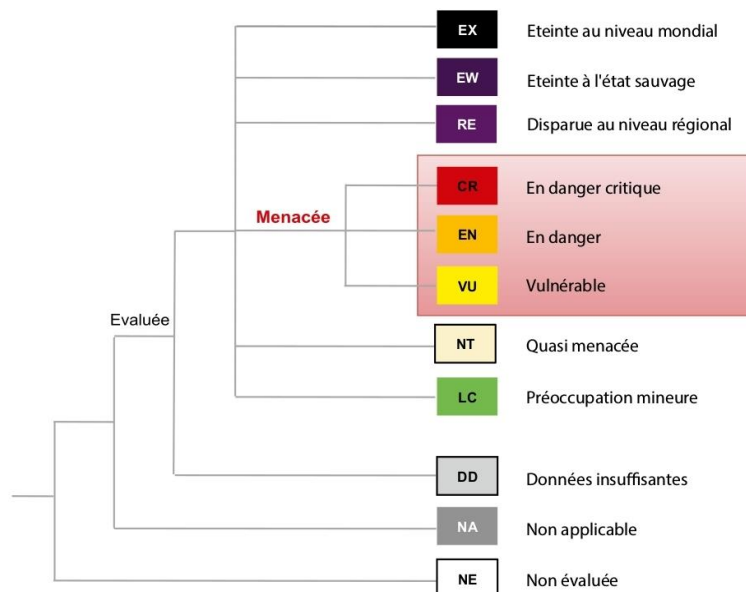 EX Eteinte au niveau mondial
EW Eteinte à l'état sauvage
RE Disparue au niveau régional
CR En danger critique
Menacée
EN En danger
VU Vulnérable
Evaluée
NT Quasi menacée
LC Préoccupation mineure
DD Données insuffisantes
NA Non applicable
NE Non évaluée